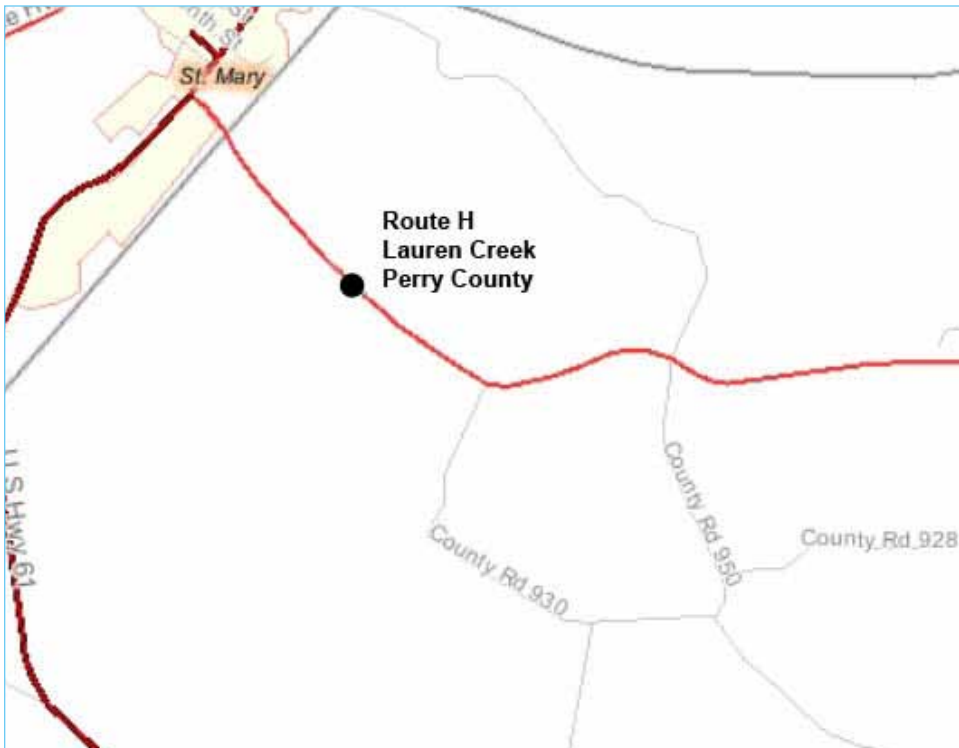 St. Mary
Route H
Lauren Creek
Perry County
U S Hwy 61
County Rd 950
County Rd 928
County Rd 930